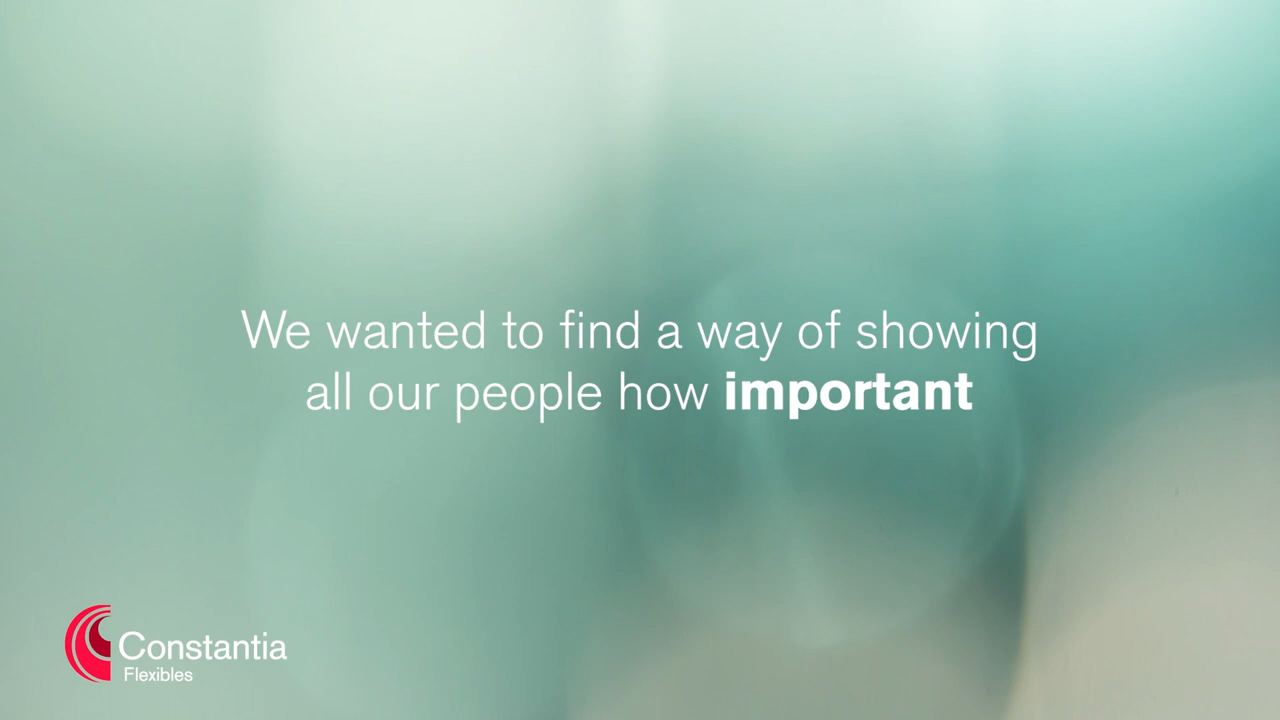 We wanted to find a way of showing
all our people how important
Constantia
Flexibles